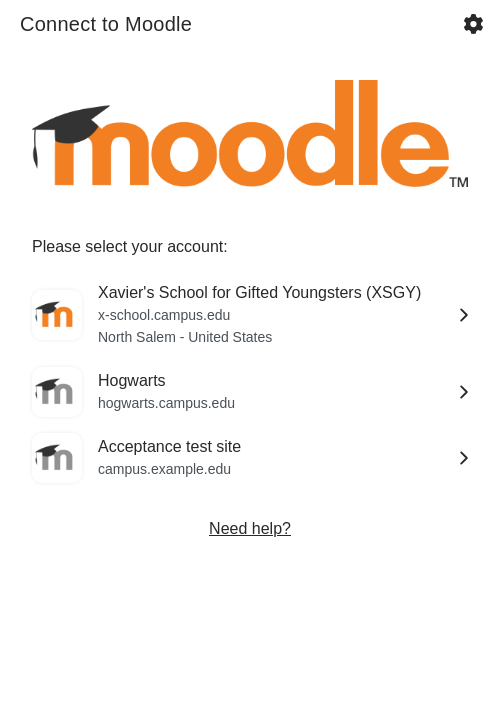 Connect to Moodle
moodle™
Please select your account:
Xavier's School for Gifted Youngsters (XSGY)
x-school.campus.edu
North Salem - United States
Hogwarts
hogwarts.campus.edu
Acceptance test site
campus.example.edu
Need help?